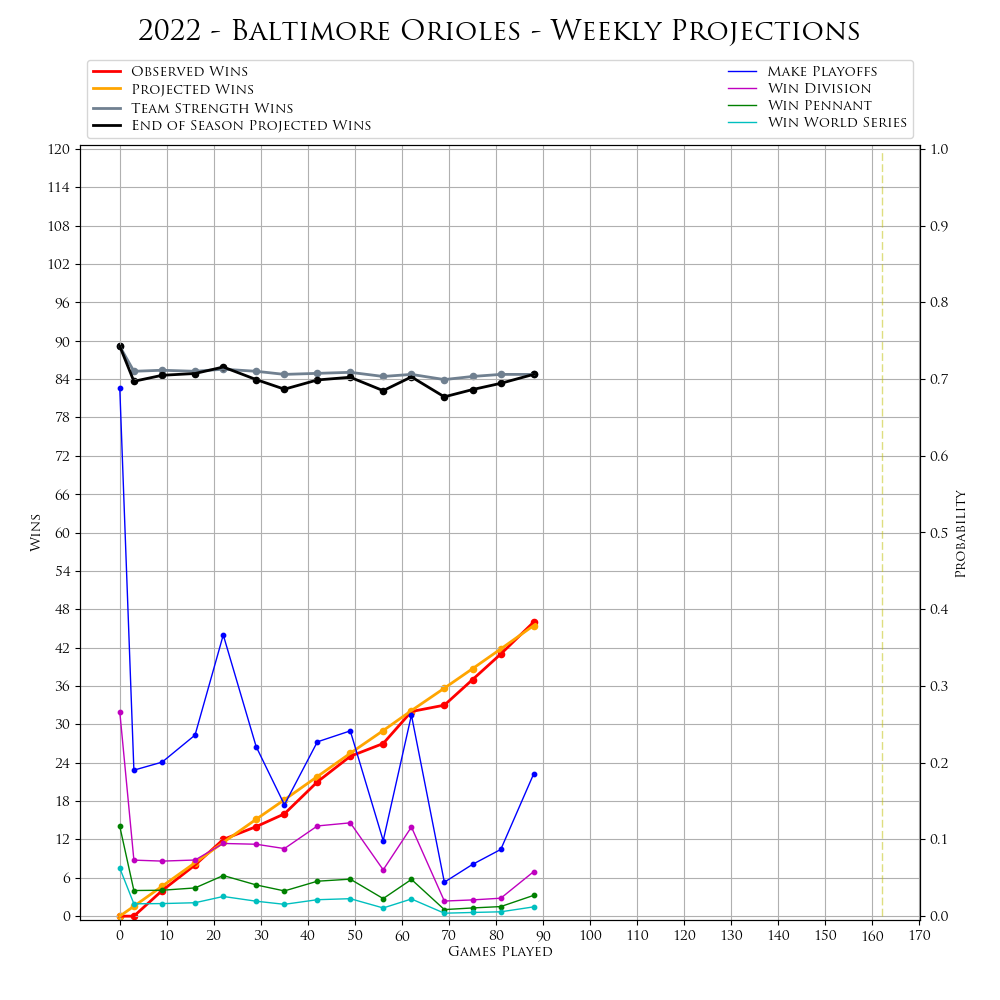 2022 - Baltimore Orioles - Weekly Projections
Observed Wins
Projected Wins
Team Strength Wins
End of Season Projected Wins
Make Playoffs
Win Division
Win Pennant
Win World Series
120
114
108
102
96
90
84
78
72
66
60
54
48
42
36
30
24
18
12
6
0
Wins
1.0
0.9
0.8
0.7
0.6
0.5
0.4
0.3
0.2
0.1
0.0
Probability
0 10 20 30 40 50 60 70 80 90 100 110 120 130 140 150 160 170
Games Played